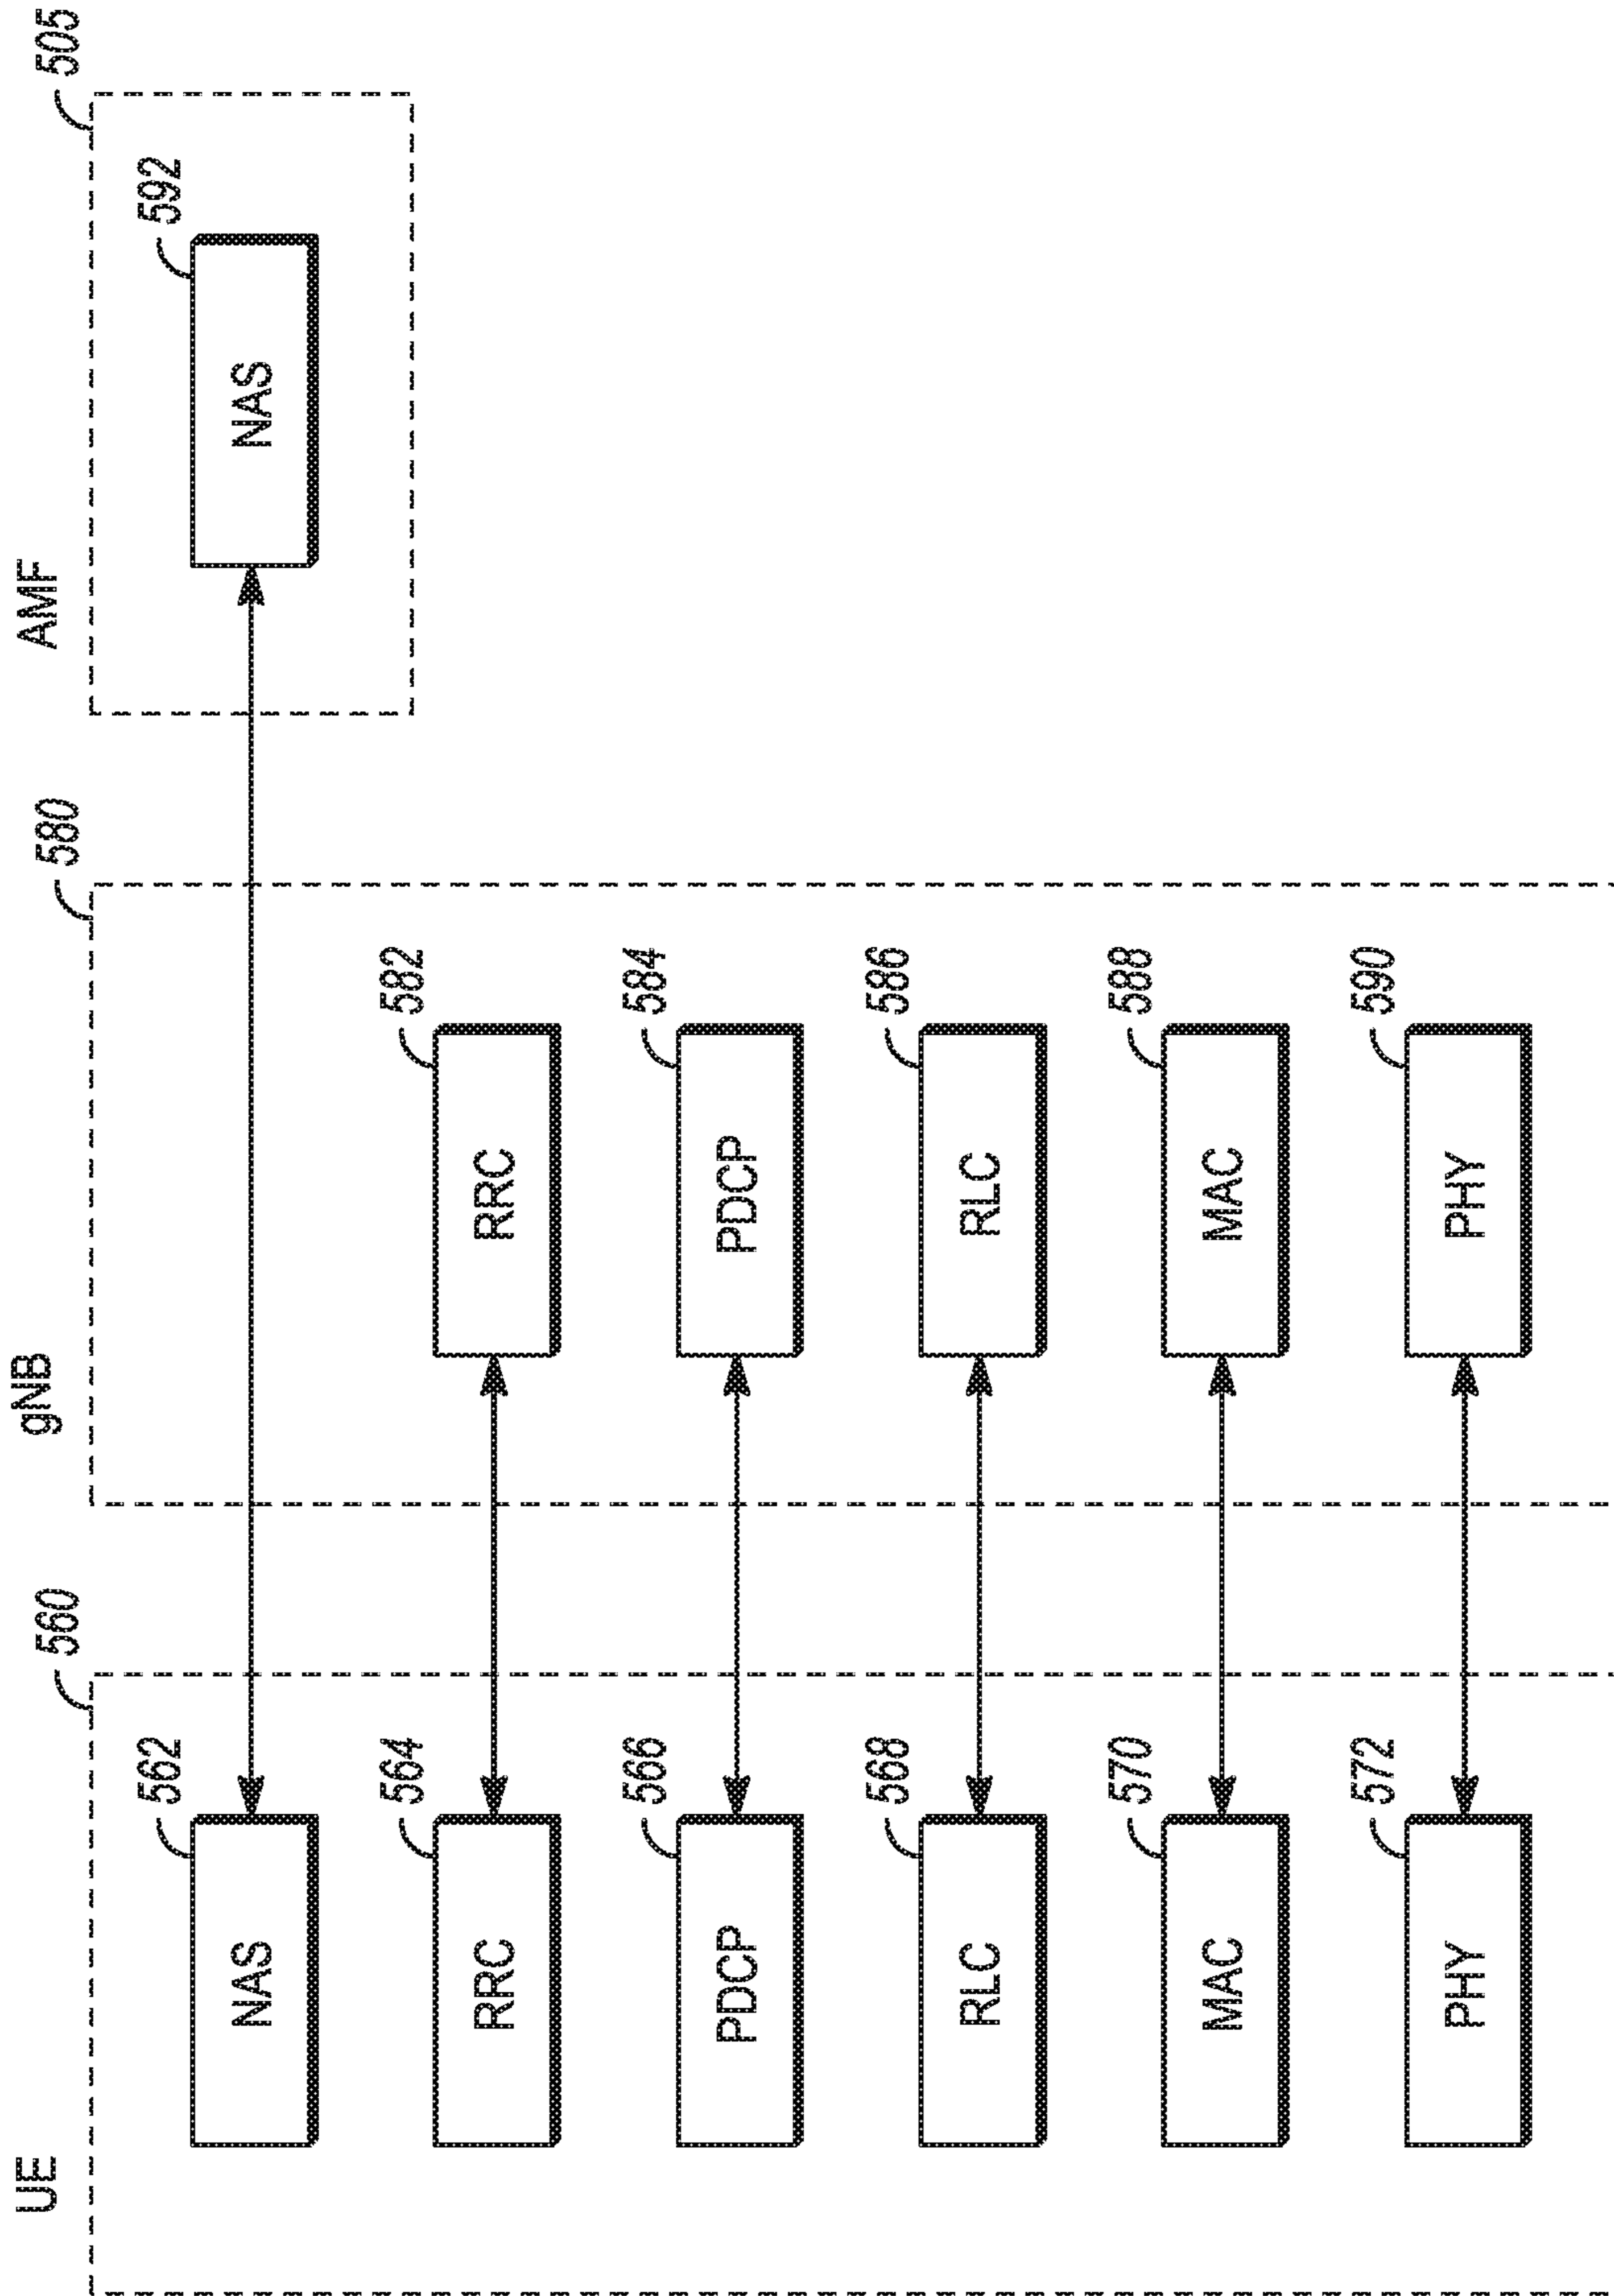 UE
gNB
AMF
560
580
505
562
592
NAS
NAS
564
582
RRC
RRC
566
584
PDCP
PDCP
568
586
RLC
RLC
570
588
MAC
MAC
572
590
PHY
PHY